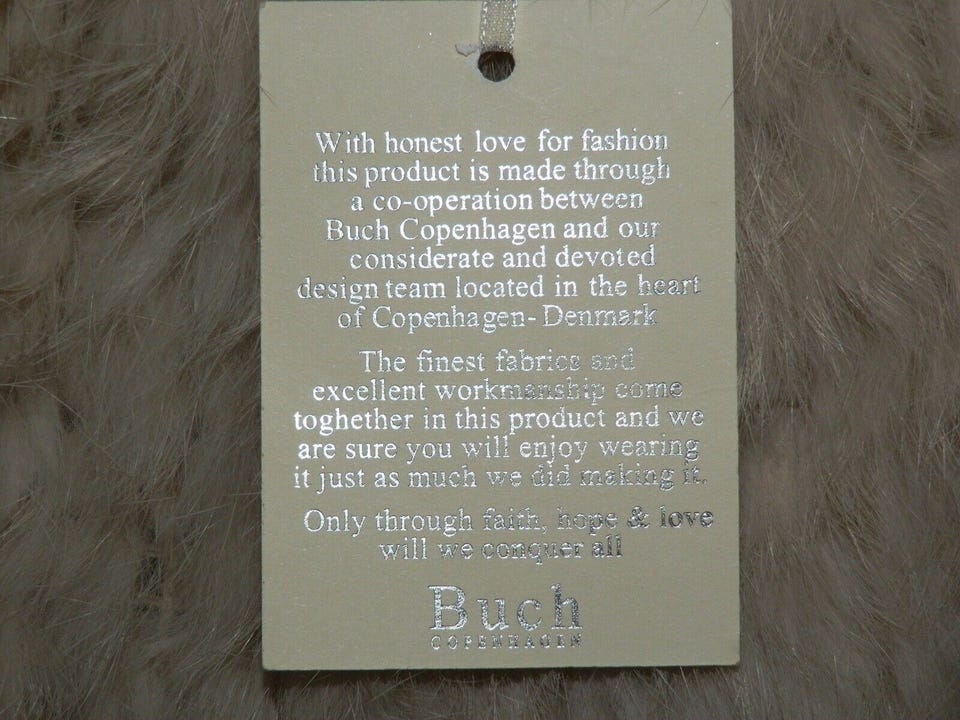 With honest love for fashion
this product is made through
a co-operation between
Buch Copenhagen and our
considerate and devoted
design team located in the heart
of Copenhagen- Denmark
The finest fabrics and
excellent workmanship come
toghether in this product and we
are sure you will enjoy wearing
it just as much we did making it.
Only through faith, hope & love
will we conquer all
Buch
COPENHAGEN